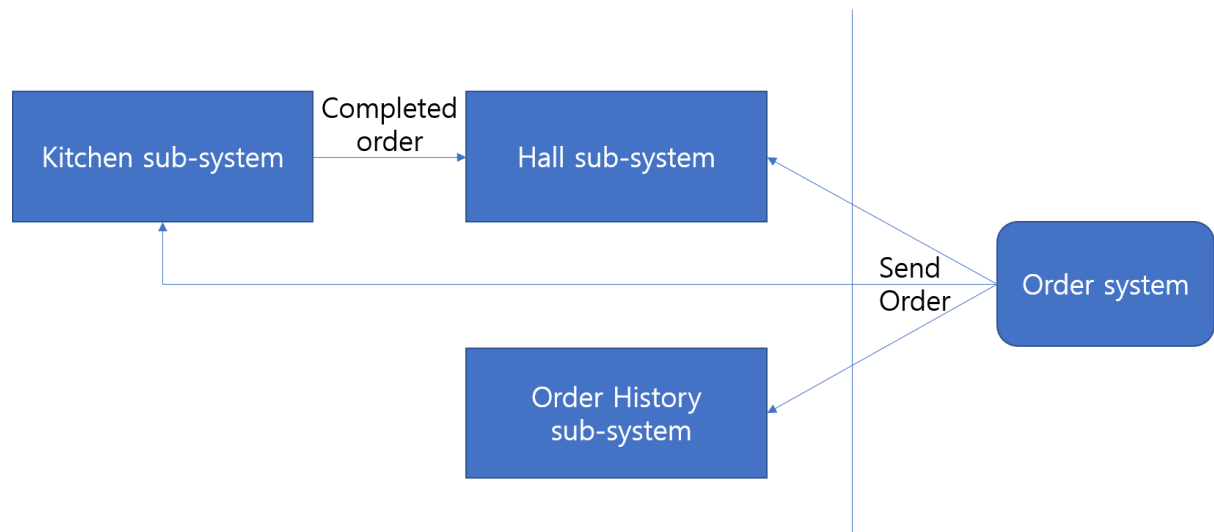 Completed
order
Kitchen sub-system
Hall sub-system
Send
Order
Order system
Order History
sub-system